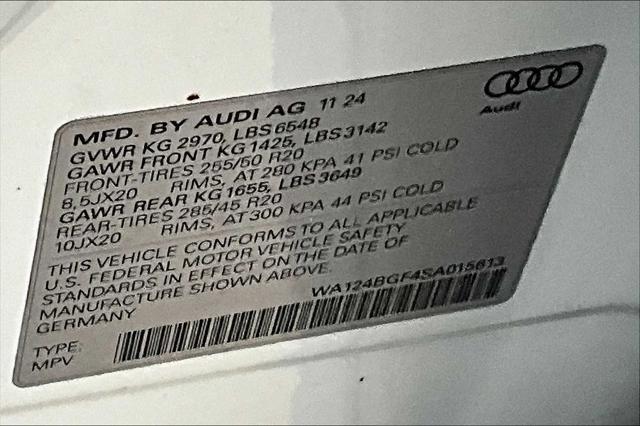 MFD. BY AUDI AG 11 24
Audi
GVWR KG 2970, LBS 6548
GAWR FRONT KG 1425, LBS 3142
FRONT-TIRES 255/50 R20
8,5JX20 RIMS, AT 280 KPA 41 PSI COLD
GAWR REAR KG 1655, LBS 3649
REAR-TIRES 285/45 R20
10JX20 RIMS, AT 300 KPA 44 PSI COLD
THIS VEHICLE CONFORMS TO ALL APPLICABLE
U.S. FEDERAL MOTOR VEHICLE SAFETY
STANDARDS IN EFFECT ON THE DATE OF
MANUFACTURE SHOWN ABOVE.
GERMANY WA124BGF4SA015613
TYPE:
MPV